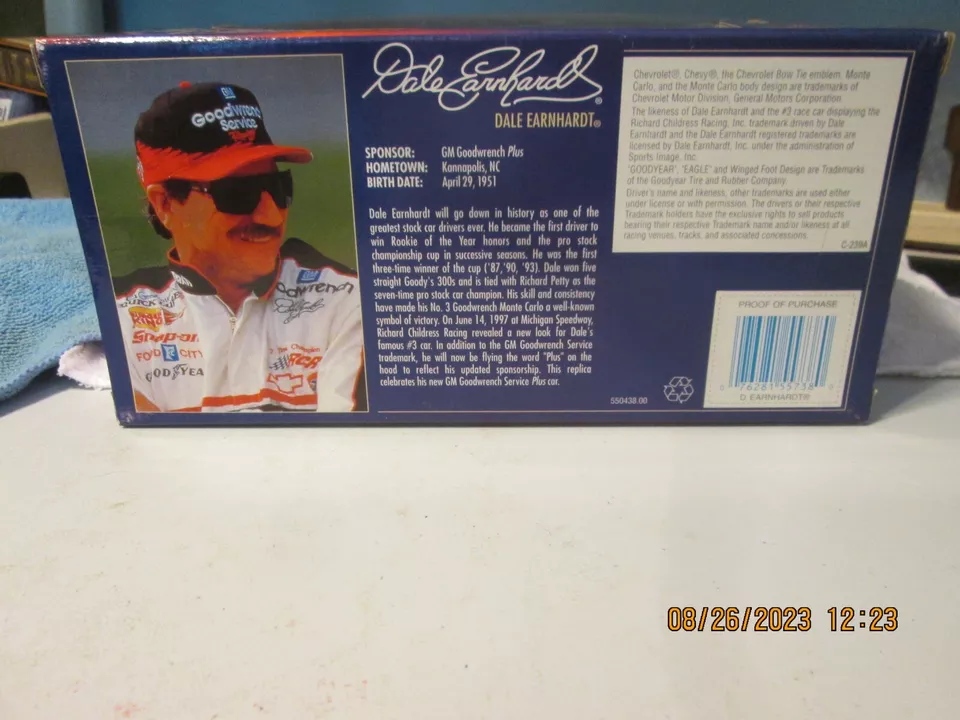 Dale Earnhardt
DALE EARNHARDT®
SPONSOR: GM Goodwrench Plus
HOMETOWN: Kannapolis, NC
BIRTH DATE: April 29, 1951
Dale Earnhardt will go down in history as one of the
greatest stock car drivers ever. He became the first driver to
win Rookie of the Year honors and the pro stock
championship cup in successive seasons. He was the first
three-time winner of the cup ('87,'90, '93). Dale won five
straight Goody's 300s and is tied with Richard Petty as the
seven-time pro stock car champion. His skill and consistency
have made his No. 3 Goodwrench Monte Carlo a well-known
symbol of victory. On June 14, 1997 at Michigan Speedway,
Richard Childress Racing revealed a new look for Dale's
famous #3 car. In addition to the GM Goodwrench Service
trademark, he will now be flying the word "Plus" on the
hood to reflect his updated sponsorship. This replica
celebrates his new GM Goodwrench Service Plus car.
Chevrolet®, Chevy®, the Chevrolet Bow Tie emblem, Monte
Carlo, and the Monte Carlo body design are trademarks of
Chevrolet Motor Division, General Motors Corporation
The likeness of Dale Earnhardt and the #3 race car displaying the
Richard Childress Racing, Inc. trademark driven by Dale
Earnhardt and the Dale Earnhardt registered trademarks are
licensed by Dale Earnhardt, Inc. under the administration of
Sports Image, Inc.
'GOODYEAR', 'EAGLE' and Winged Foot Design are Trademarks
of the Goodyear Tire and Rubber Company.
Driver's name and likeness, other trademarks are used either
under license or with permission. The drivers or their respective
Trademark holders have the exclusive rights to sell products
bearing their respective Trademark name and/or likeness at all
racing venues, tracks, and associated concessions.
C-239A
PROOF OF PURCHASE
0 76281 55738 0
D. EARNHARDT®
550438.00
GM
Goodwrench
Service
Goodwrench
Snap-on
FOOD CITY
GOODYEAR
RCR
08/26/2023 12:23